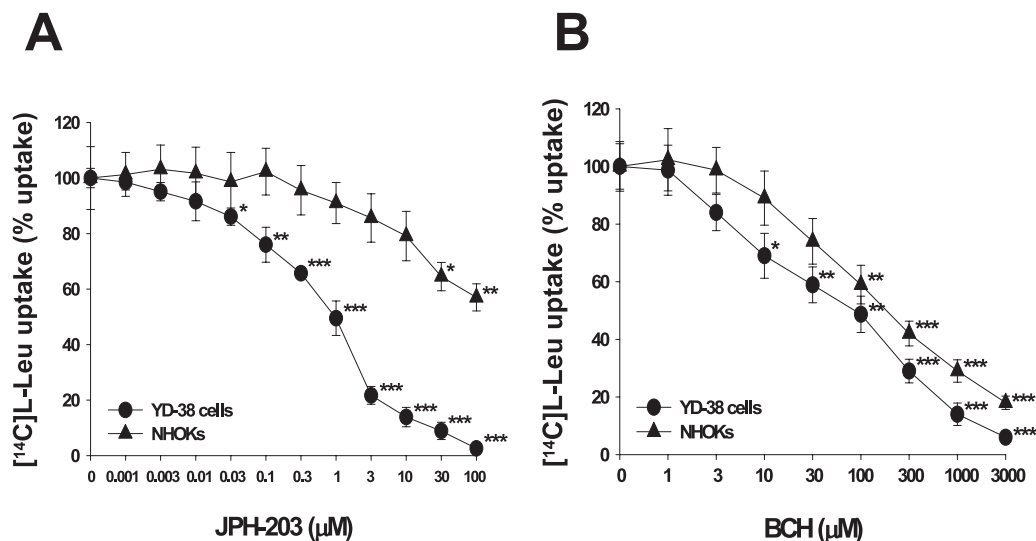 A
B
[¹⁴C]L-Leu uptake (% uptake)
120
100
80
60
40
20
0
*
**
***
***
***
***
***
***
*
**
YD-38 cells
NHOKs
0 0.001 0.003 0.01 0.03 0.1 0.3 1 3 10 30 100
JPH-203 (µM)
[¹⁴C]L-Leu uptake (% uptake)
120
100
80
60
40
20
0
*
**
**
**
***
***
***
***
***
***
YD-38 cells
NHOKs
0 1 3 10 30 100 300 1000 3000
BCH (µM)